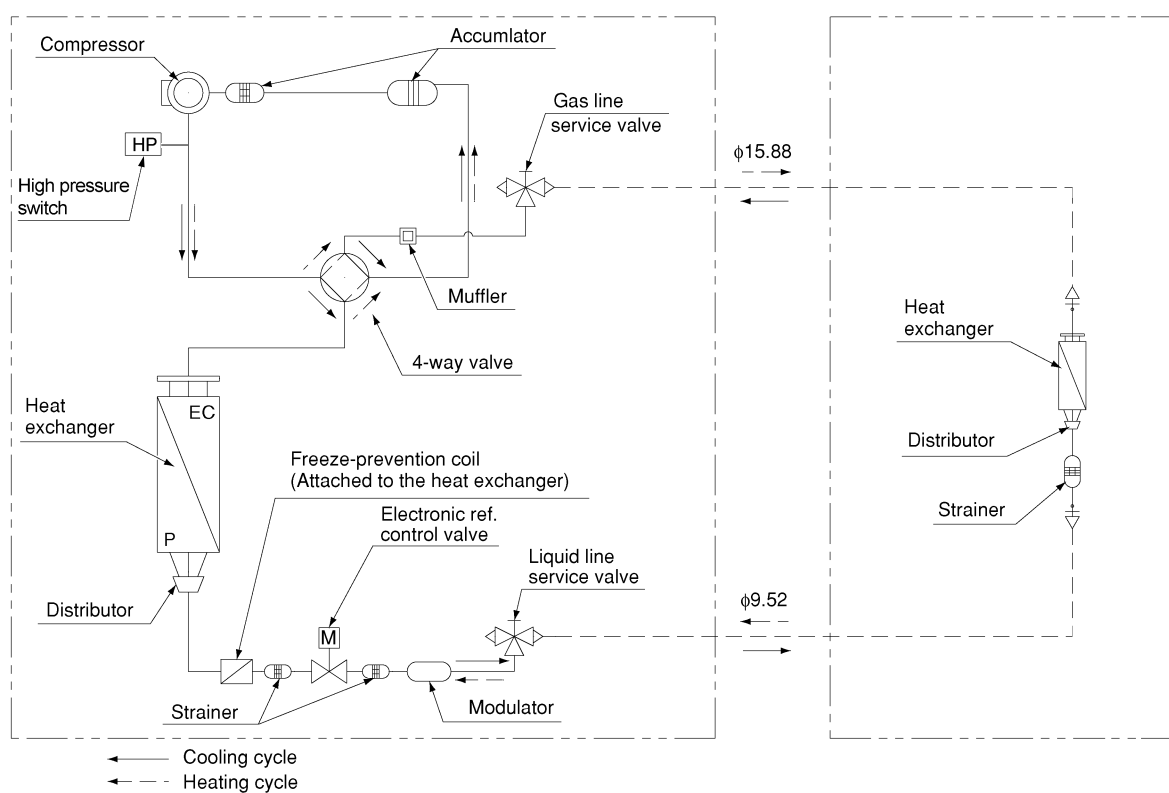 Compressor
Accumlator
Gas line
service valve
HP
High pressure
switch
ϕ15.88
Muffler
4-way valve
Heat
exchanger
EC
P
Heat
exchanger
Distributor
Strainer
Freeze-prevention coil
(Attached to the heat exchanger)
Electronic ref.
control valve
Liquid line
service valve
ϕ9.52
Distributor
M
Strainer
Modulator
Cooling cycle
Heating cycle